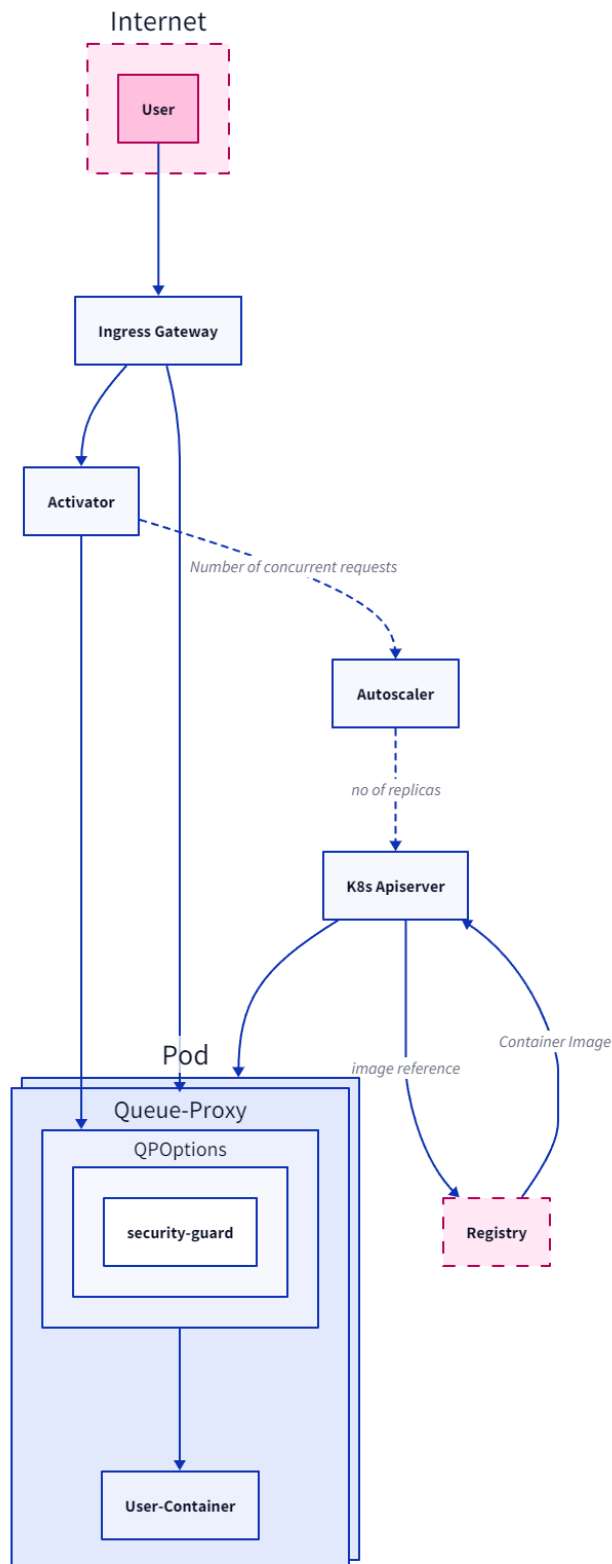 Internet
User
Ingress Gateway
Activator
Number of concurrent requests
Autoscaler
no of replicas
K8s Apiserver
Container Image
Pod
image reference
Queue-Proxy
QPOptions
security-guard
Registry
User-Container